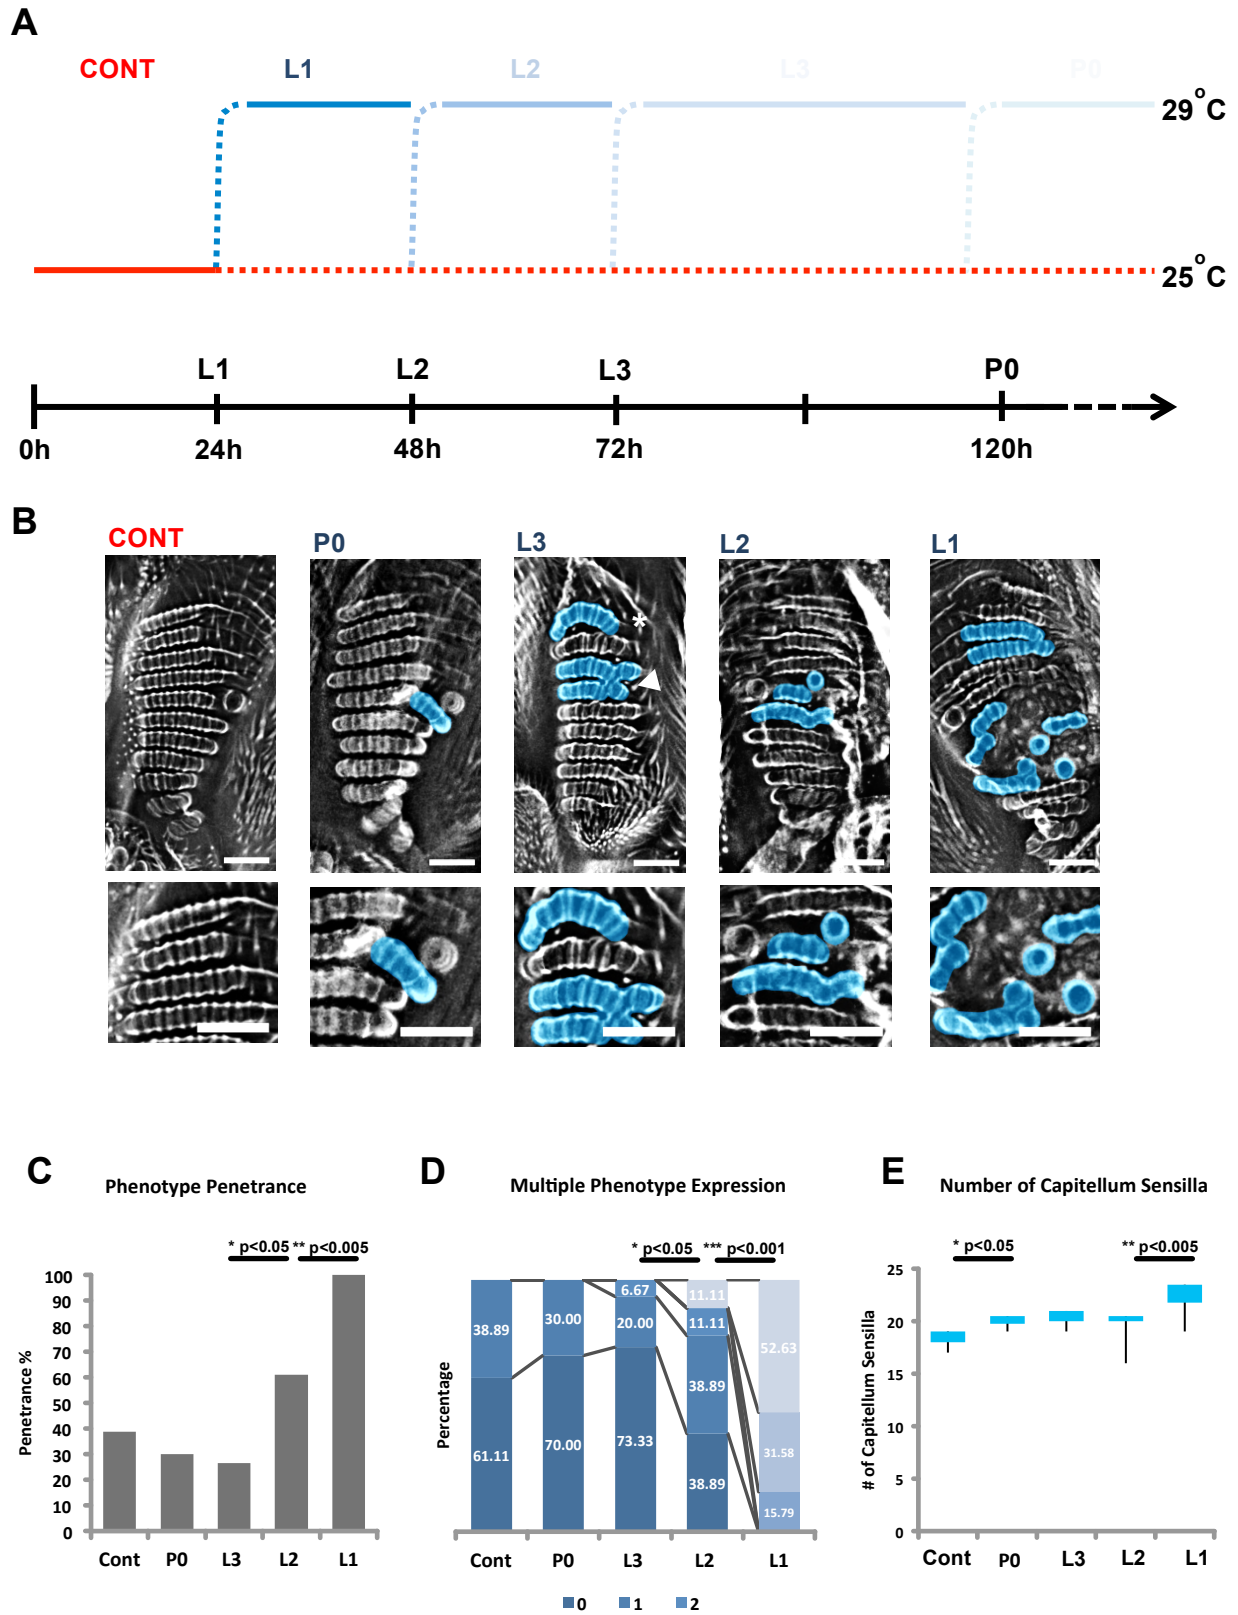 A
CONT L1 L2 L3 P0
29°C
25°C
L1 L2 L3 P0
0h 24h 48h 72h 120h
B
CONT P0 L3 L2 L1
*
C
Phenotype Penetrance
* p<0.05 ** p<0.005
Penetrance %
100
90
80
70
60
50
40
30
20
10
0
Cont P0 L3 L2 L1
D
Multiple Phenotype Expression
* p<0.05 *** p<0.001
Percentage
38.89
61.11
30.00
70.00
6.67
20.00
73.33
11.11
11.11
38.89
38.89
52.63
31.58
15.79
Cont P0 L3 L2 L1
0 1 2
E
Number of Capitellum Sensilla
* p<0.05 ** p<0.005
# of Capitellum Sensilla
25
20
15
10
5
0
Cont P0 L3 L2 L1